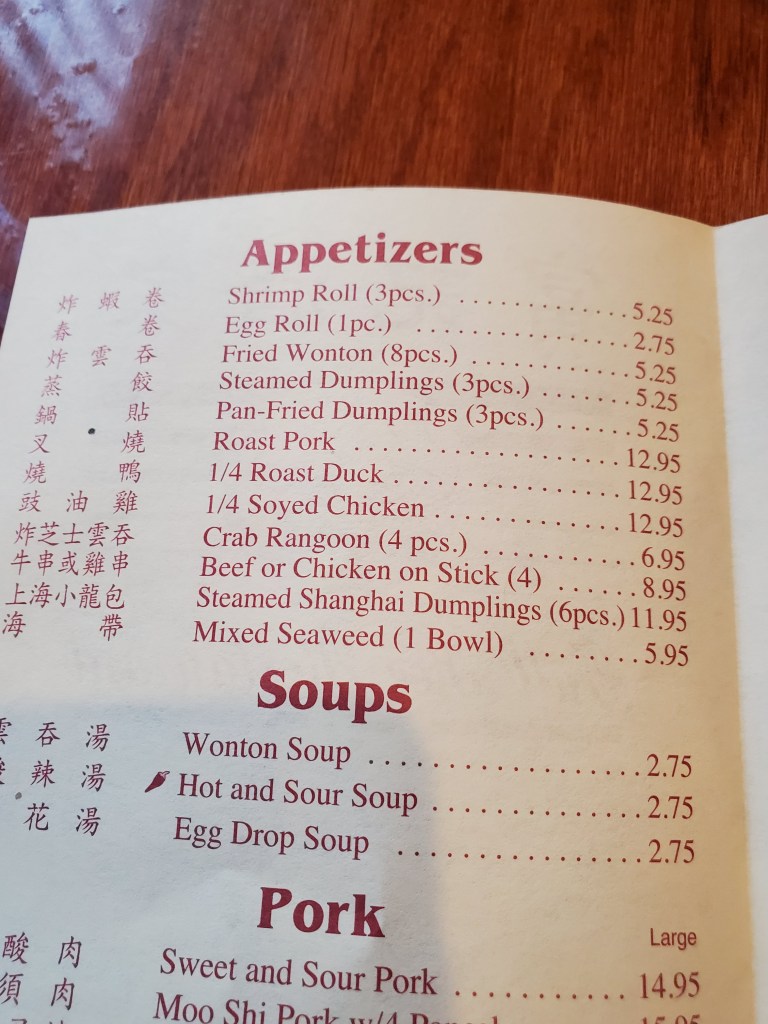 Appetizers
炸 蝦 卷 Shrimp Roll (3pcs.) 5.25
春 卷 Egg Roll (1pc.) 2.75
炸 雲 吞 Fried Wonton (8pcs.) 5.25
蒸 餃 Steamed Dumplings (3pcs.) 5.25
鍋 貼 Pan-Fried Dumplings (3pcs.) 5.25
叉 燒 Roast Pork 12.95
燒 鴨 1/4 Roast Duck 12.95
豉 油 雞 1/4 Soyed Chicken 12.95
炸芝士雲吞 Crab Rangoon (4 pcs.) 6.95
牛串或雞串 Beef or Chicken on Stick (4) 8.95
上海小龍包 Steamed Shanghai Dumplings (6pcs.) 11.95
海 帶 Mixed Seaweed (1 Bowl) 5.95
Soups
雲 吞 湯 Wonton Soup 2.75
辣 湯 Hot and Sour Soup 2.75
花 湯 Egg Drop Soup 2.75
Pork
Large
酸 肉 Sweet and Sour Pork 14.95
須 肉 Moo Shi Pork w/4 15.95